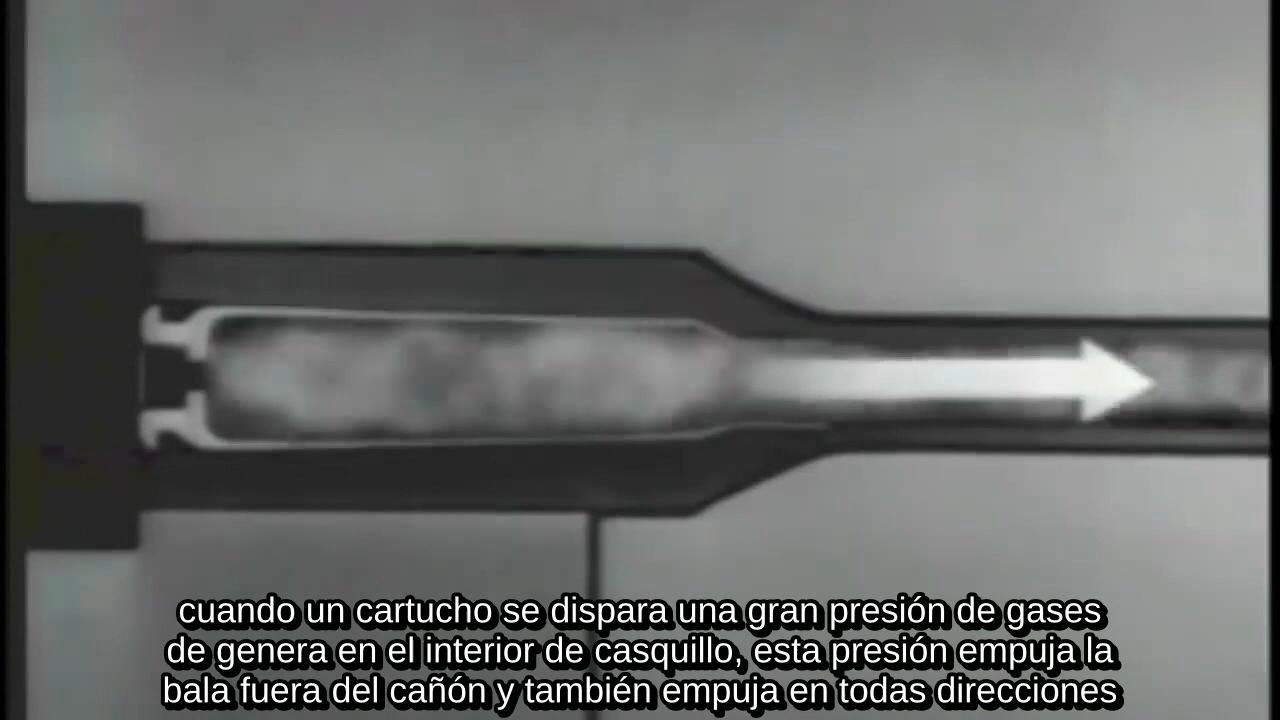 cuando un cartucho se dispara una gran presión de gases
de genera en el interior de casquillo, esta presión empuja la
bala fuera del cañón y también empuja en todas direcciones